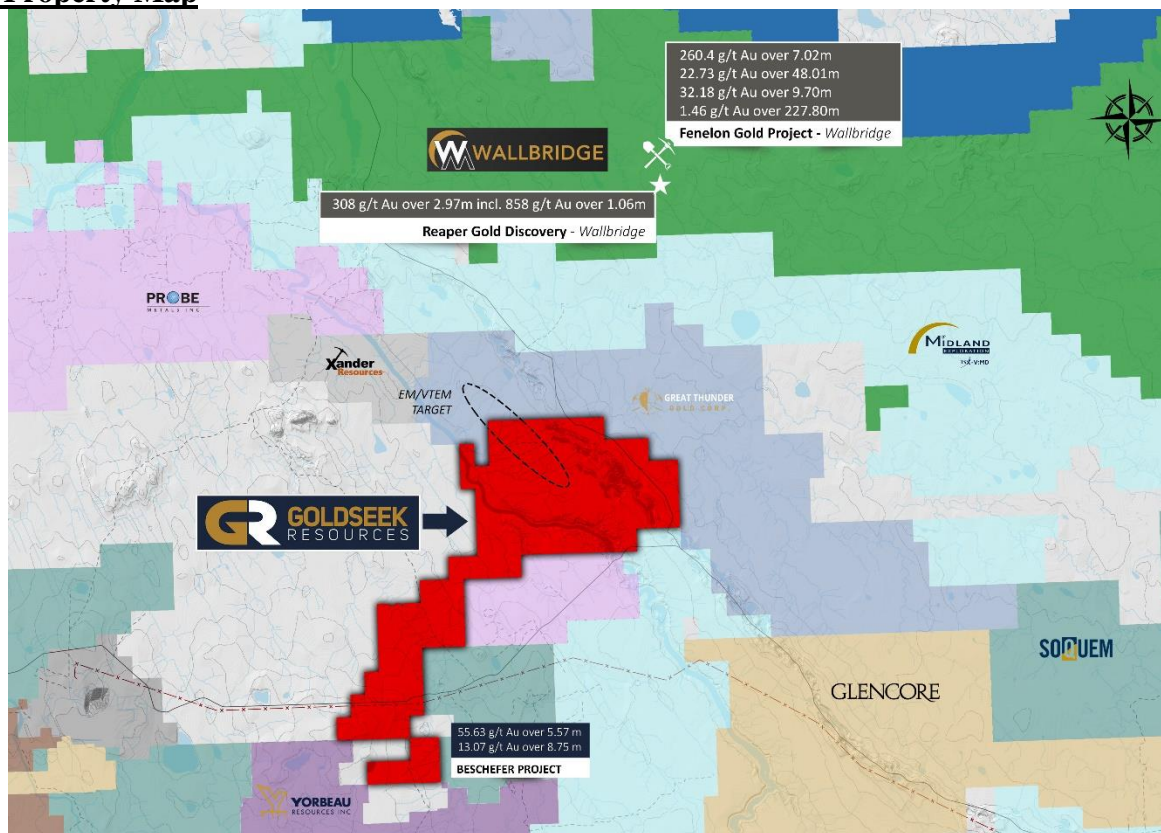 Property Map
260.4 g/t Au over 7.02m
22.73 g/t Au over 48.01m
32.18 g/t Au over 9.70m
1.46 g/t Au over 227.80m
Fenelon Gold Project - Wallbridge
WALLBRIDGE
308 g/t Au over 2.97m incl. 858 g/t Au over 1.06m
Reaper Gold Discovery - Wallbridge
PROBE
METALS INC
MIDLAND
EXPLORATION
TSX-V:MD
Xander
Resources
EM/VTEM
TARGET
GREAT THUNDER
GOLD CORP
GR GOLDSEEK
RESOURCES
SOQUEM
GLENCORE
55.63 g/t Au over 5.57 m
13.07 g/t Au over 8.75 m
BESCHEFER PROJECT
YORBEAU
RESOURCES INC